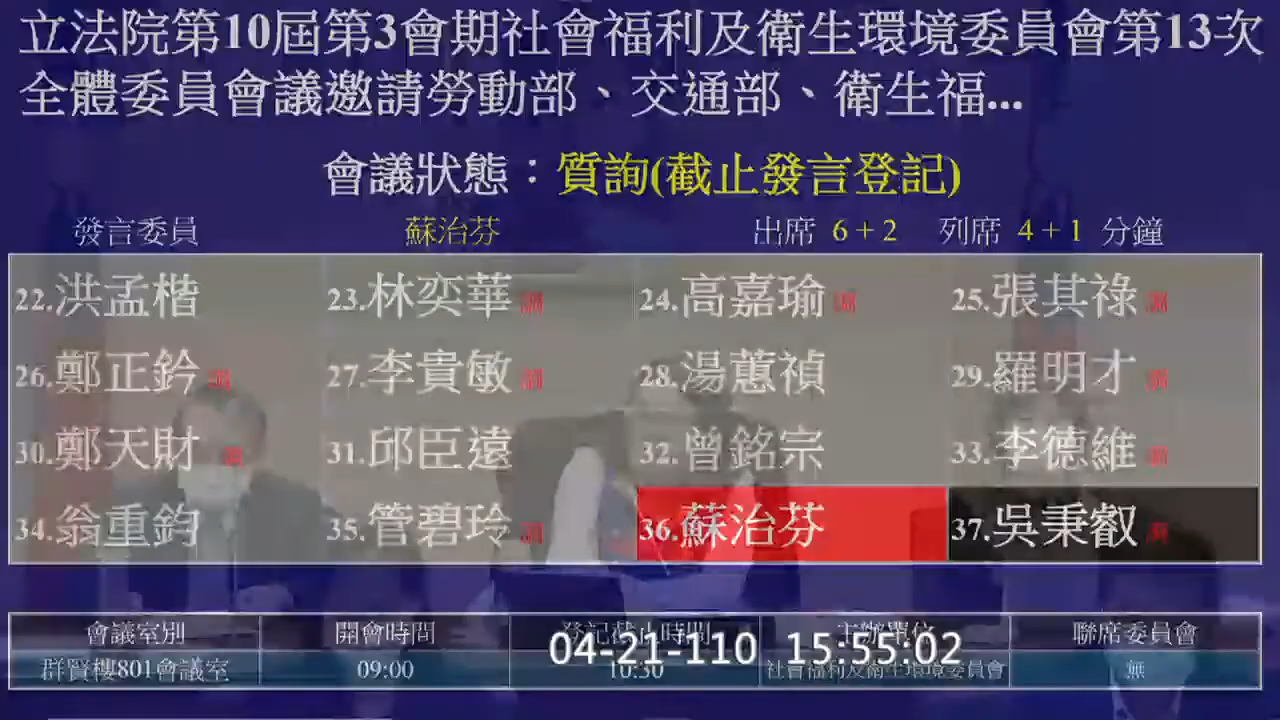 立法院第10屆第3會期社會福利及衛生環境委員會第13次
全體委員會議邀請勞動部、交通部、衛生福...
會議狀態：質詢(截止發言登記)
發言委員 蘇治芬 出席 6+2 列席 4+1 分鐘
22.洪孟楷 23.林奕華 24.高嘉瑜 25.張其祿
26.鄭正鈐 27.李貴敏 28.湯蕙禎 29.羅明才
30.鄭天財 31.邱臣遠 32.曾銘宗 33.李德維
34.翁重鈞 35.管碧玲 36.蘇治芬 37.吳秉叡
會議室別 開會時間 登記截止時間 主辦單位 聯席委員會
04-21-110 15:55:02
群賢樓801會議室 09:00 10:30 社會福利及衛生環境委員會 無